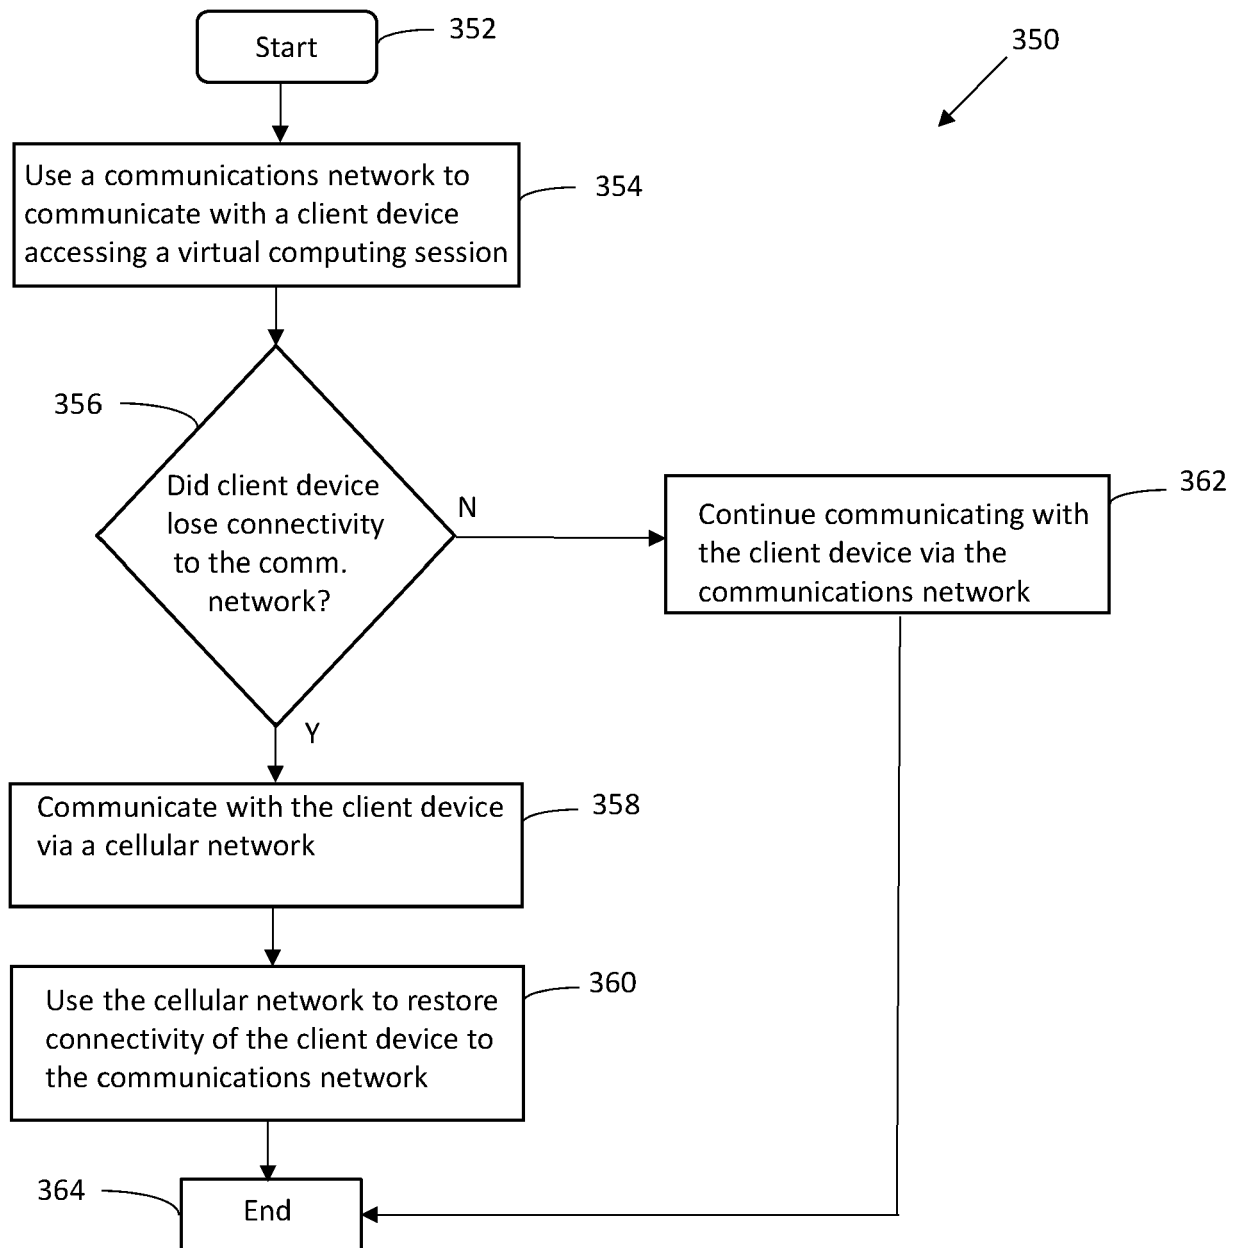 Start
352
350
Use a communications network to
communicate with a client device
accessing a virtual computing session
354
356
Did client device
lose connectivity
to the comm.
network?
N
Continue communicating with
the client device via the
communications network
362
Y
Communicate with the client device
via a cellular network
358
Use the cellular network to restore
connectivity of the client device to
the communications network
360
364
End